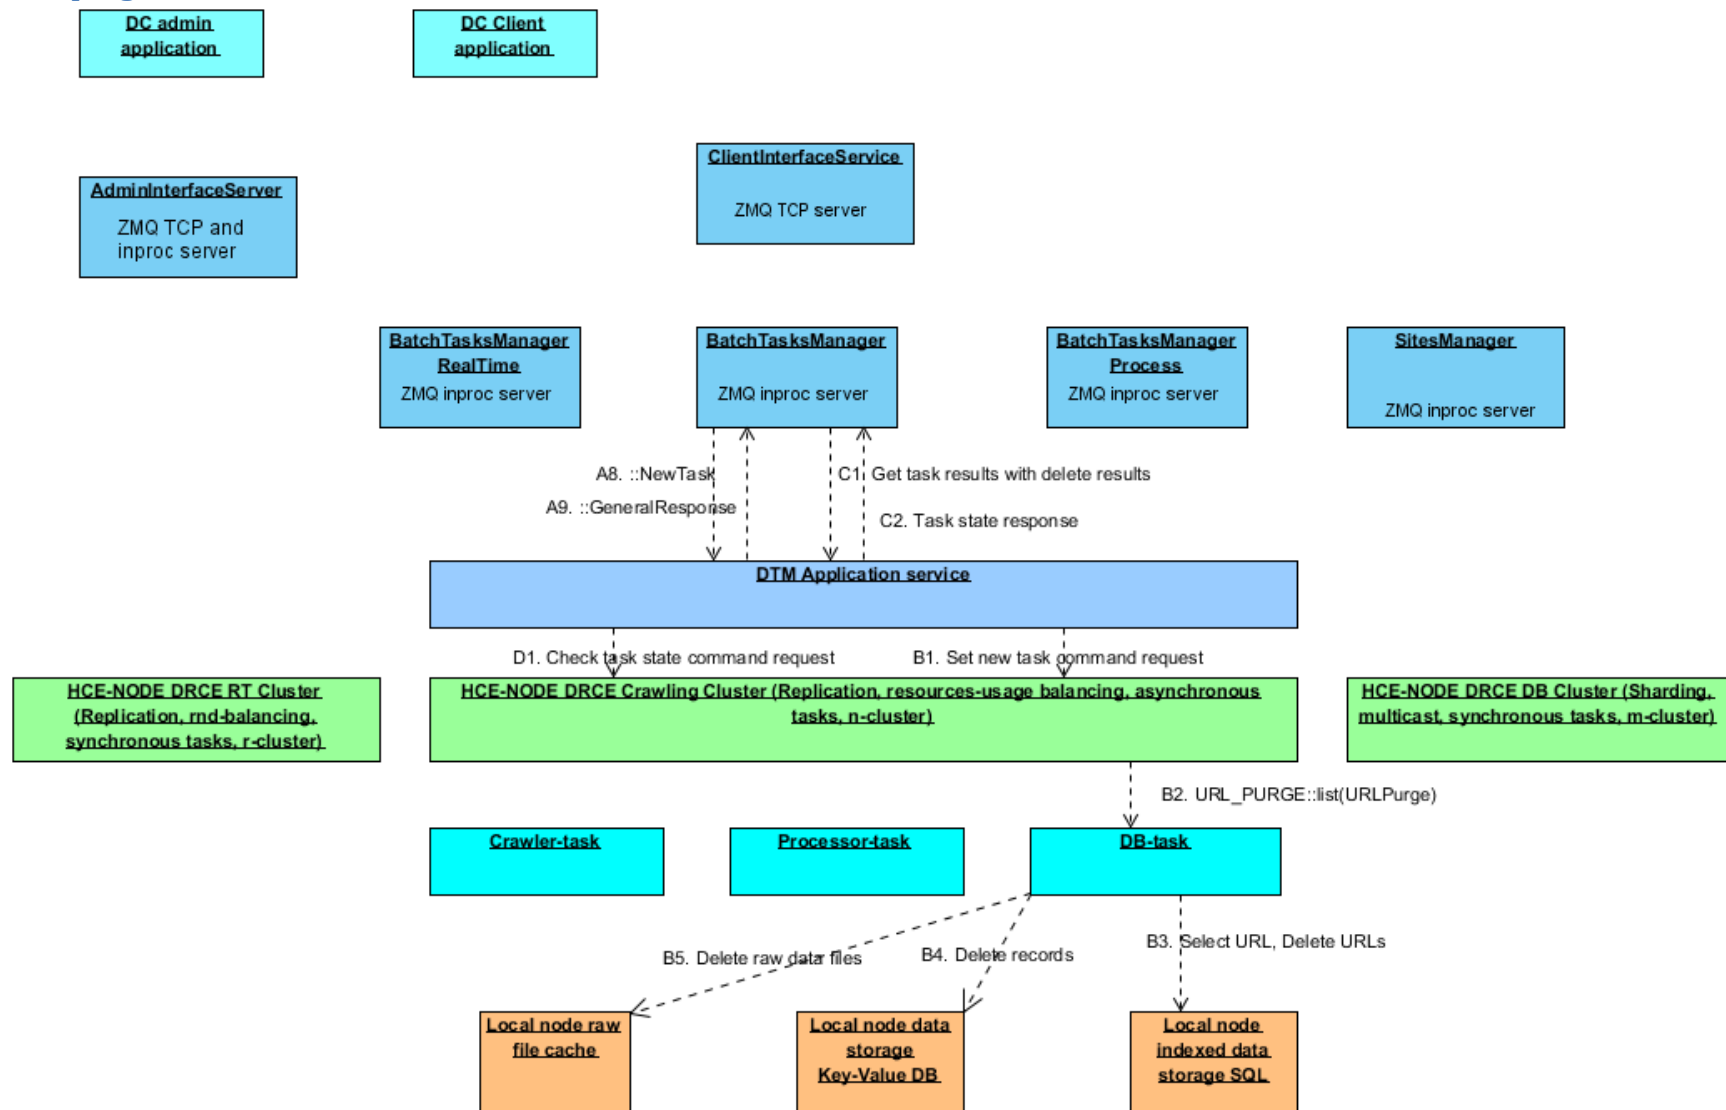 DC admin
application
DC Client
application
ClientInterfaceService
ZMQ TCP server
AdminInterfaceServer
ZMQ TCP and
inproc server
BatchTasksManager
RealTime
ZMQ inproc server
BatchTasksManager
ZMQ inproc server
BatchTasksManager
Process
ZMQ inproc server
SitesManager
ZMQ inproc server
A8. ::NewTask
A9. ::GeneralResponse
C1. Get task results with delete results
C2. Task state response
DTM Application service
D1. Check task state command request
B1. Set new task command request
HCE-NODE DRCE RT Cluster
(Replication, rnd-balancing,
synchronous tasks, r-cluster)
HCE-NODE DRCE Crawling Cluster (Replication, resources-usage balancing, asynchronous
tasks, n-cluster)
HCE-NODE DRCE DB Cluster (Sharding,
multicast, synchronous tasks, m-cluster)
B2. URL_PURGE::list(URLPurge)
Crawler-task
Processor-task
DB-task
B5. Delete raw data files
B4. Delete records
B3. Select URL, Delete URLs
Local node raw
file cache
Local node data
storage
Key-Value DB
Local node
indexed data
storage SQL